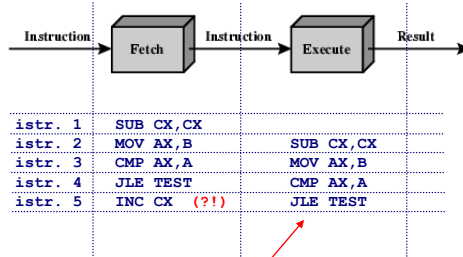 Instruction Fetch Instruction Execute Result
istr. 1 SUB CX,CX
istr. 2 MOV AX,B SUB CX,CX
istr. 3 CMP AX,A MOV AX,B
istr. 4 JLE TEST CMP AX,A
istr. 5 INC CX (?!) JLE TEST